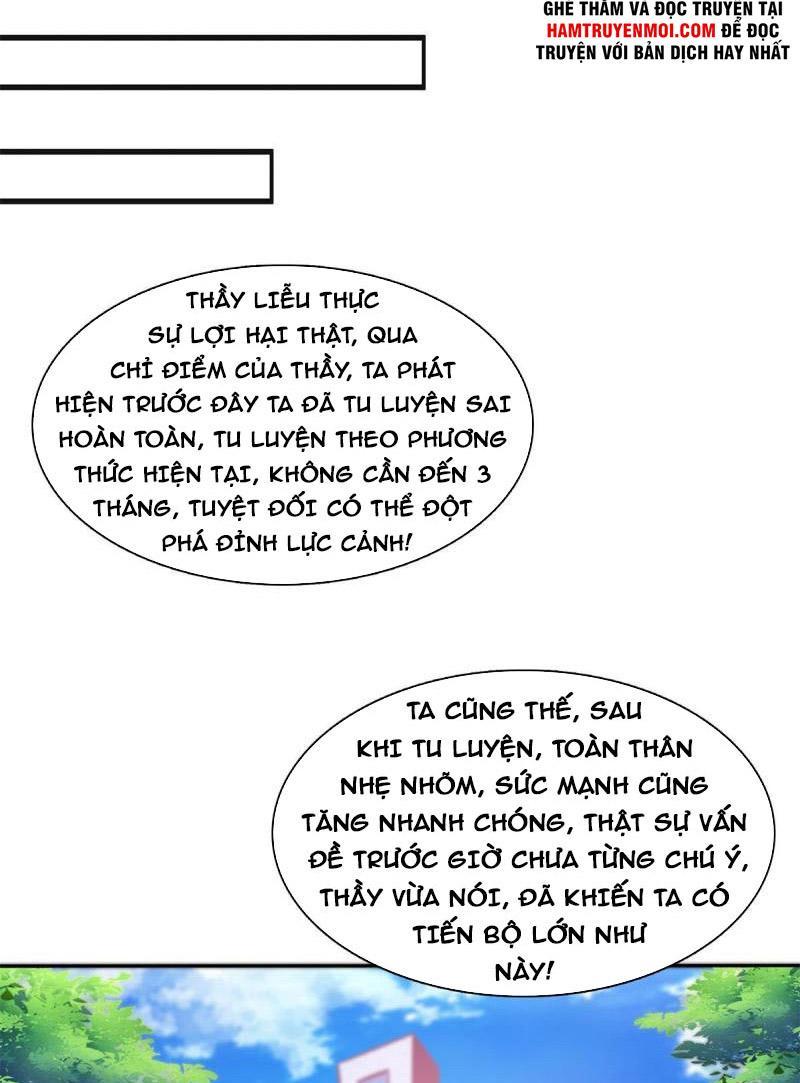 GHÉ THĂM VÀ ĐỌC TRUYỆN TẠI
HAMTRUYENMOI.COM ĐỂ ĐỌC
TRUYỆN VỚI BẢN DỊCH HAY NHẤT
THẦY LIỄU THỰC
SỰ LỢI HẠI THẬT, QUA
CHỈ ĐIỂM CỦA THẦY, TA PHÁT
HIỆN TRƯỚC ĐÂY TA ĐÃ TU LUYỆN SAI
HOÀN TOÀN, TU LUYỆN THEO PHƯƠNG
THỨC HIỆN TẠI, KHÔNG CẦN ĐẾN 3
THÁNG, TUYỆT ĐỐI CÓ THỂ ĐỘT
PHÁ ĐỈNH LỰC CẢNH!
TA CŨNG THẾ, SAU
KHI TU LUYỆN, TOÀN THÂN
NHẸ NHÕM, SỨC MẠNH CŨNG
TĂNG NHANH CHÓNG, THẬT SỰ VẤN
ĐỀ TRƯỚC GIỜ CHƯA TỪNG CHÚ Ý,
THẦY VỪA NÓI, ĐÃ KHIẾN TA CÓ
TIẾN BỘ LỚN NHƯ
NÀY!